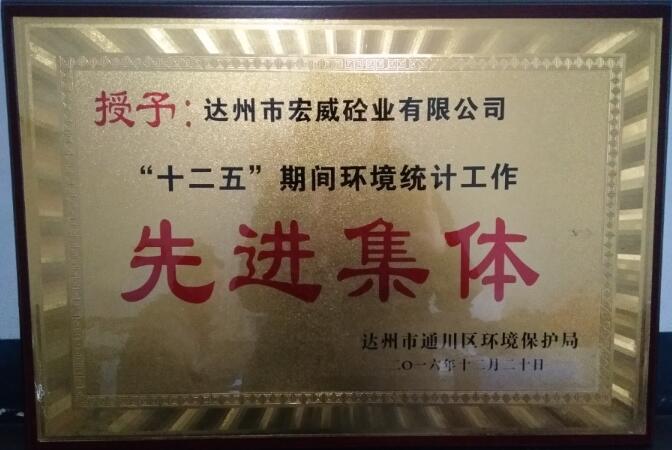 授予：达州市宏威砼业有限公司
“十二五”期间环境统计工作
先进集体
达州市通川区环境保护局
二〇一六年十二月二十日